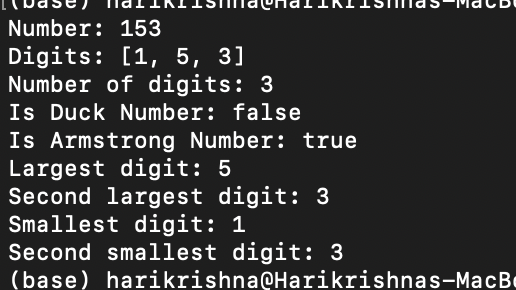 (base) harikrishna@Harikrishnas-MacBo
Number: 153
Digits: [1, 5, 3]
Number of digits: 3
Is Duck Number: false
Is Armstrong Number: true
Largest digit: 5
Second largest digit: 3
Smallest digit: 1
Second smallest digit: 3
(base) harikrishna@Harikrishnas-MacBo